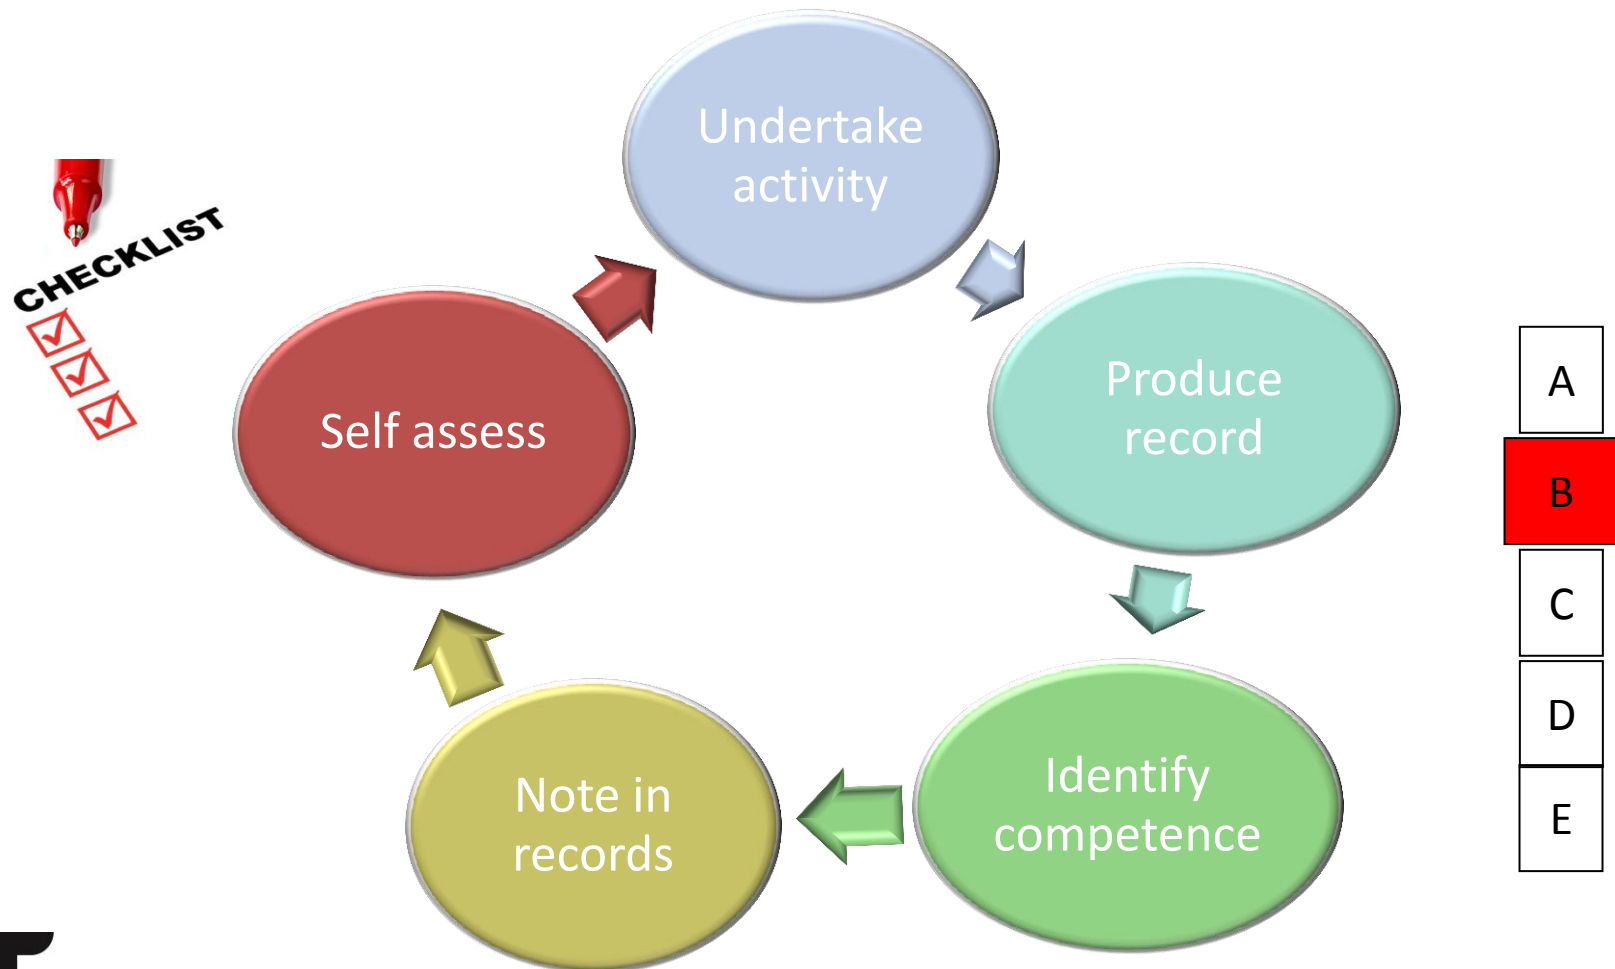 Undertake
activity
CHECKLIST
Produce
record
Self assess
Identify
competence
Note in
records
A
B
C
D
E